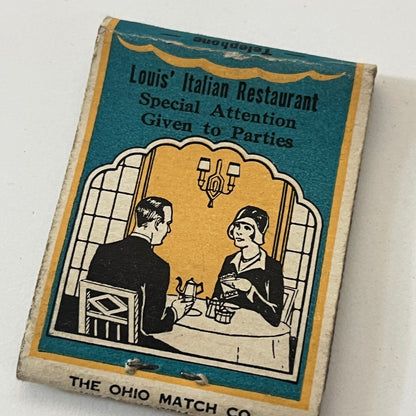 Telephone
Louis' Italian Restaurant
Special Attention
Given to Parties
THE OHIO MATCH CO